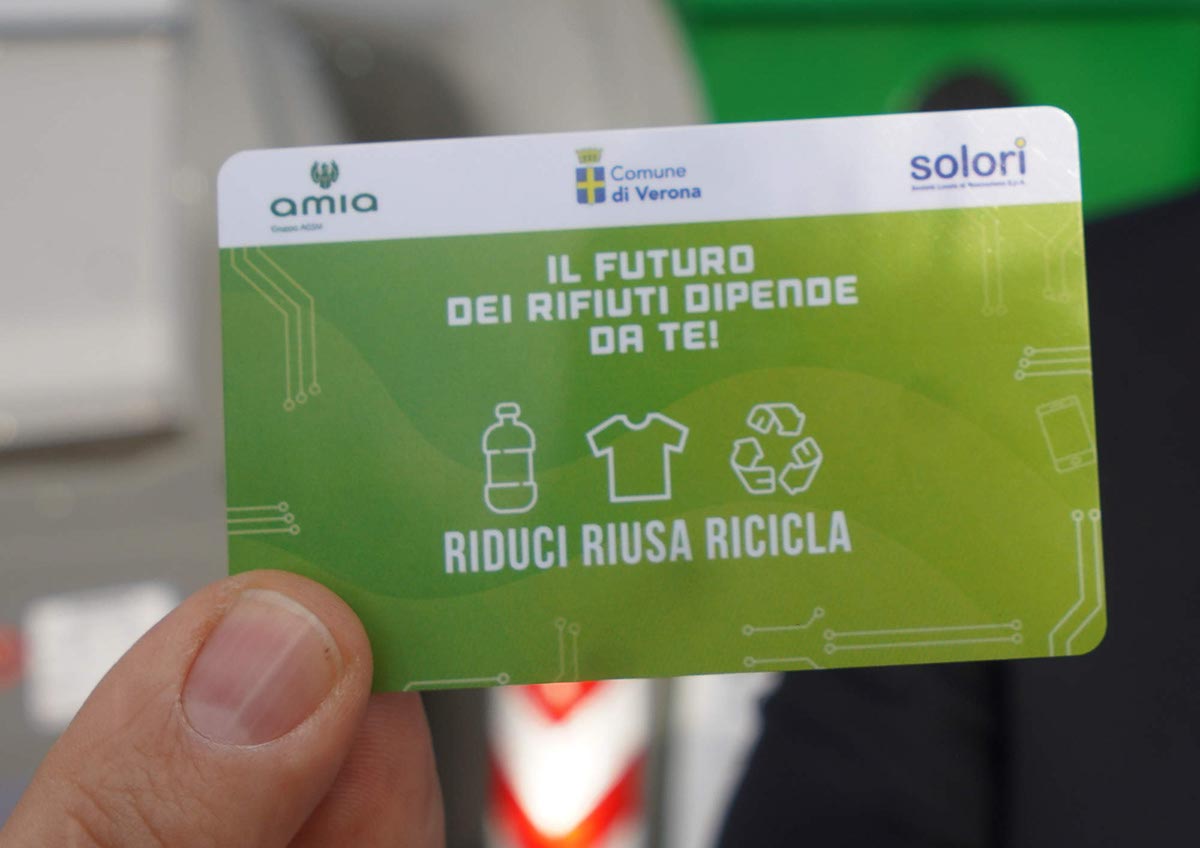 amia
Gruppo AGSM
Comune
di Verona
solori
IL FUTURO
DEI RIFIUTI DIPENDE
DA TE!
RIDUCI RIUSA RICICLA